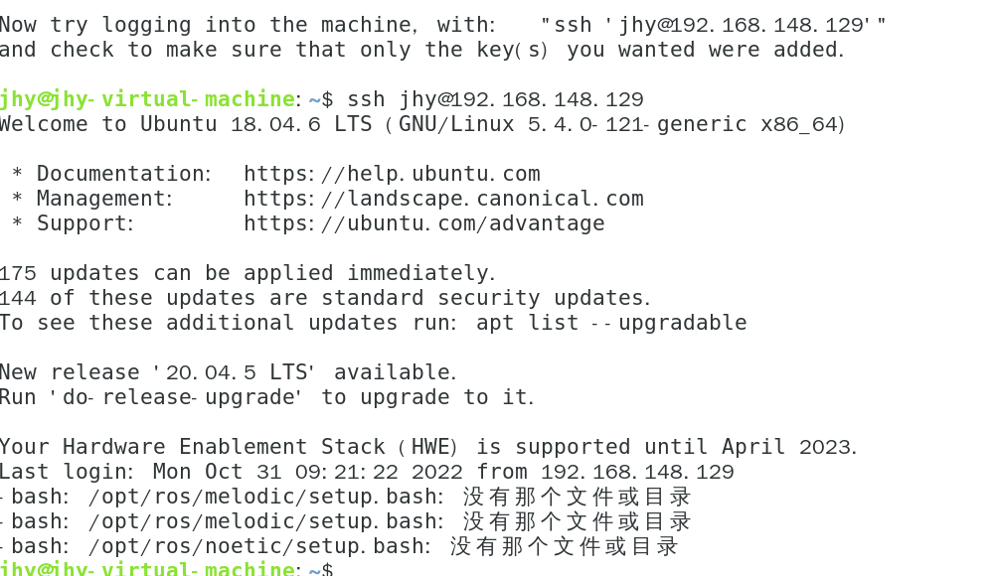 Now try logging into the machine, with:   "ssh 'jhy@192.168.148.129'"
and check to make sure that only the key(s) you wanted were added.
jhy@jhy-virtual-machine:~$ ssh jhy@192.168.148.129
Welcome to Ubuntu 18.04.6 LTS (GNU/Linux 5.4.0-121-generic x86_64)
* Documentation:  https://help.ubuntu.com
* Management:     https://landscape.canonical.com
* Support:        https://ubuntu.com/advantage
175 updates can be applied immediately.
144 of these updates are standard security updates.
To see these additional updates run: apt list --upgradable
New release '20.04.5 LTS' available.
Run 'do-release-upgrade' to upgrade to it.
Your Hardware Enablement Stack (HWE) is supported until April 2023.
Last login: Mon Oct 31 09:21:22 2022 from 192.168.148.129
-bash: /opt/ros/melodic/setup.bash: 没有那个文件或目录
-bash: /opt/ros/melodic/setup.bash: 没有那个文件或目录
-bash: /opt/ros/noetic/setup.bash: 没有那个文件或目录
jhy@jhy-virtual-machine:~$